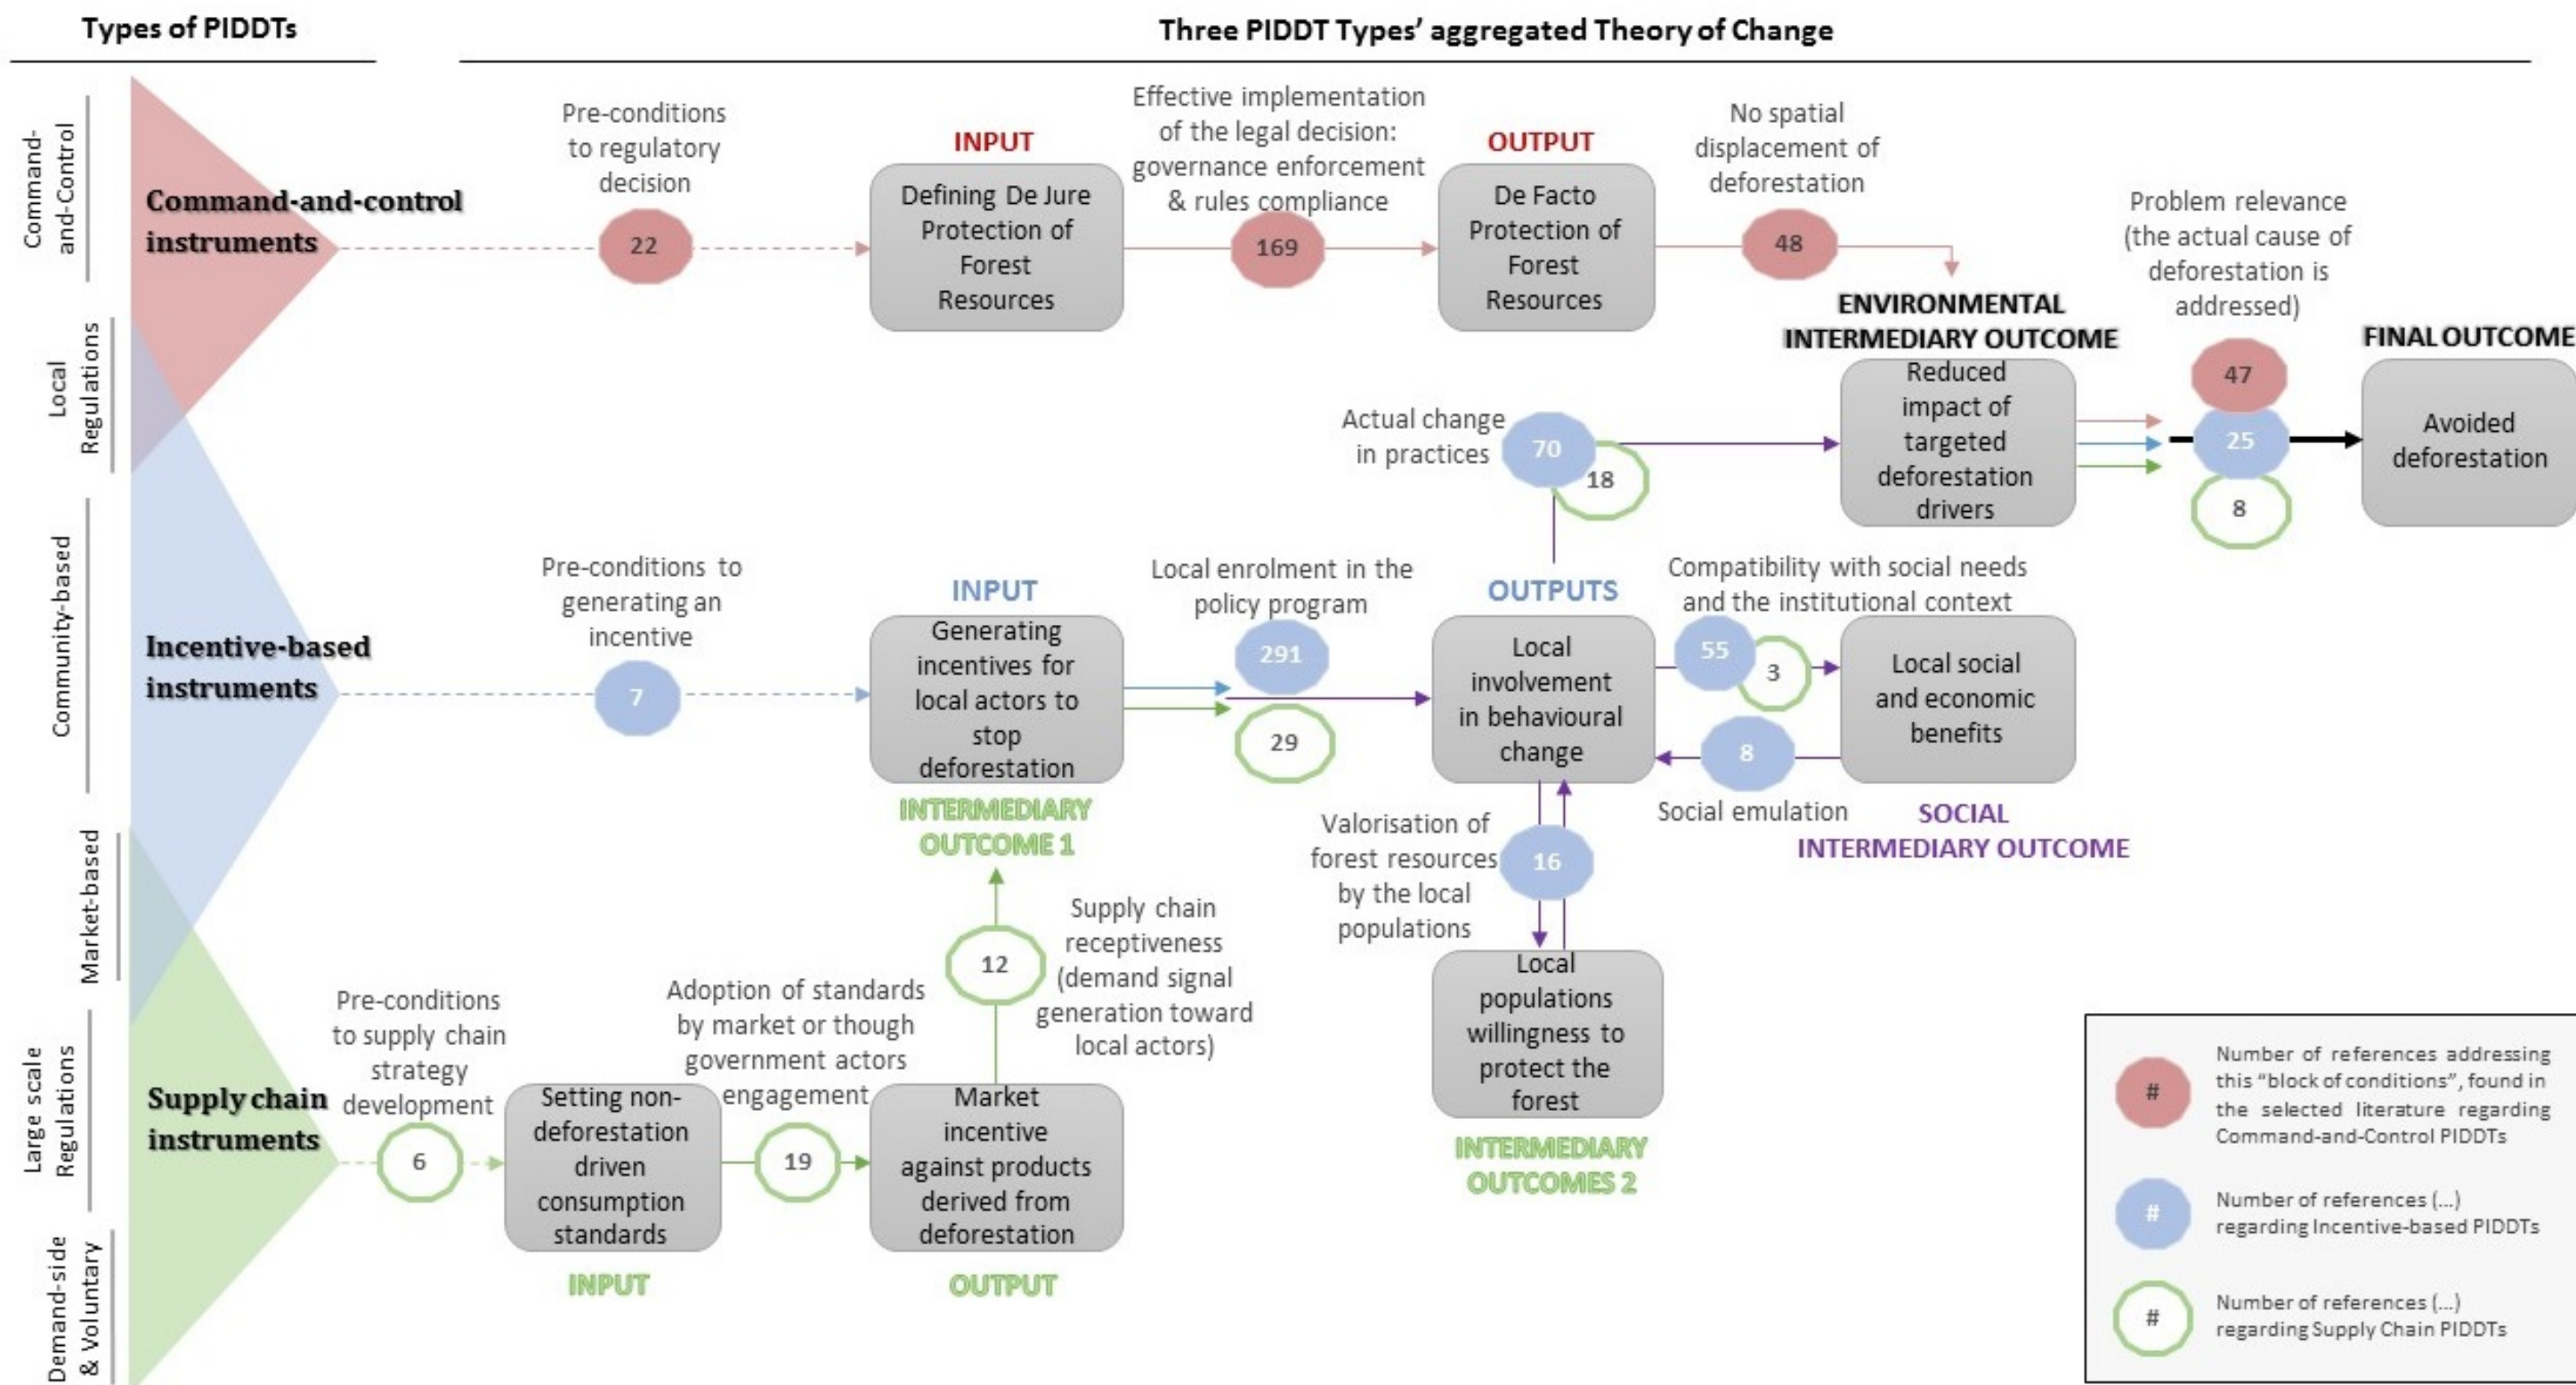 Types of PIDDTs
Three PIDDT Types' aggregated Theory of Change
Command-
and-Control
Local
Regulations
Community-based
Market-based
Large scale
Regulations
Demand-side
& Voluntary
Command-and-control
instruments
Pre-conditions
to regulatory
decision
22
INPUT
Defining De Jure
Protection of
Forest
Resources
Effective implementation
of the legal decision:
governance enforcement
& rules compliance
169
OUTPUT
De Facto
Protection of
Forest
Resources
No spatial
displacement of
deforestation
48
ENVIRONMENTAL
INTERMEDIARY OUTCOME
Reduced
impact of
targeted
deforestation
drivers
Problem relevance
(the actual cause of
deforestation is
addressed)
47
25
8
FINAL OUTCOME
Avoided
deforestation
Actual change
in practices
70
18
Incentive-based
instruments
Pre-conditions to
generating an
incentive
7
INPUT
Generating
incentives for
local actors to
stop
deforestation
INTERMEDIARY
OUTCOME 1
Local enrolment in the
policy program
291
29
OUTPUTS
Local
involvement
in behavioural
change
Compatibility with social needs
and the institutional context
55
3
8
Social emulation
Local social
and economic
benefits
SOCIAL
INTERMEDIARY OUTCOME
Valorisation of
forest resources
by the local
populations
16
Local
populations
willingness to
protect the
forest
INTERMEDIARY
OUTCOMES 2
Supply chain
instruments
Pre-conditions
to supply chain
strategy
development
6
Setting non-
deforestation
driven
consumption
standards
INPUT
Adoption of standards
by market or though
government actors
engagement
19
Market
incentive
against products
derived from
deforestation
OUTPUT
12
Supply chain
receptiveness
(demand signal
generation toward
local actors)
#
Number of references addressing
this "block of conditions", found in
the selected literature regarding
Command-and-Control PIDDTs
#
Number of references (...)
regarding Incentive-based PIDDTs
#
Number of references (...)
regarding Supply Chain PIDDTs